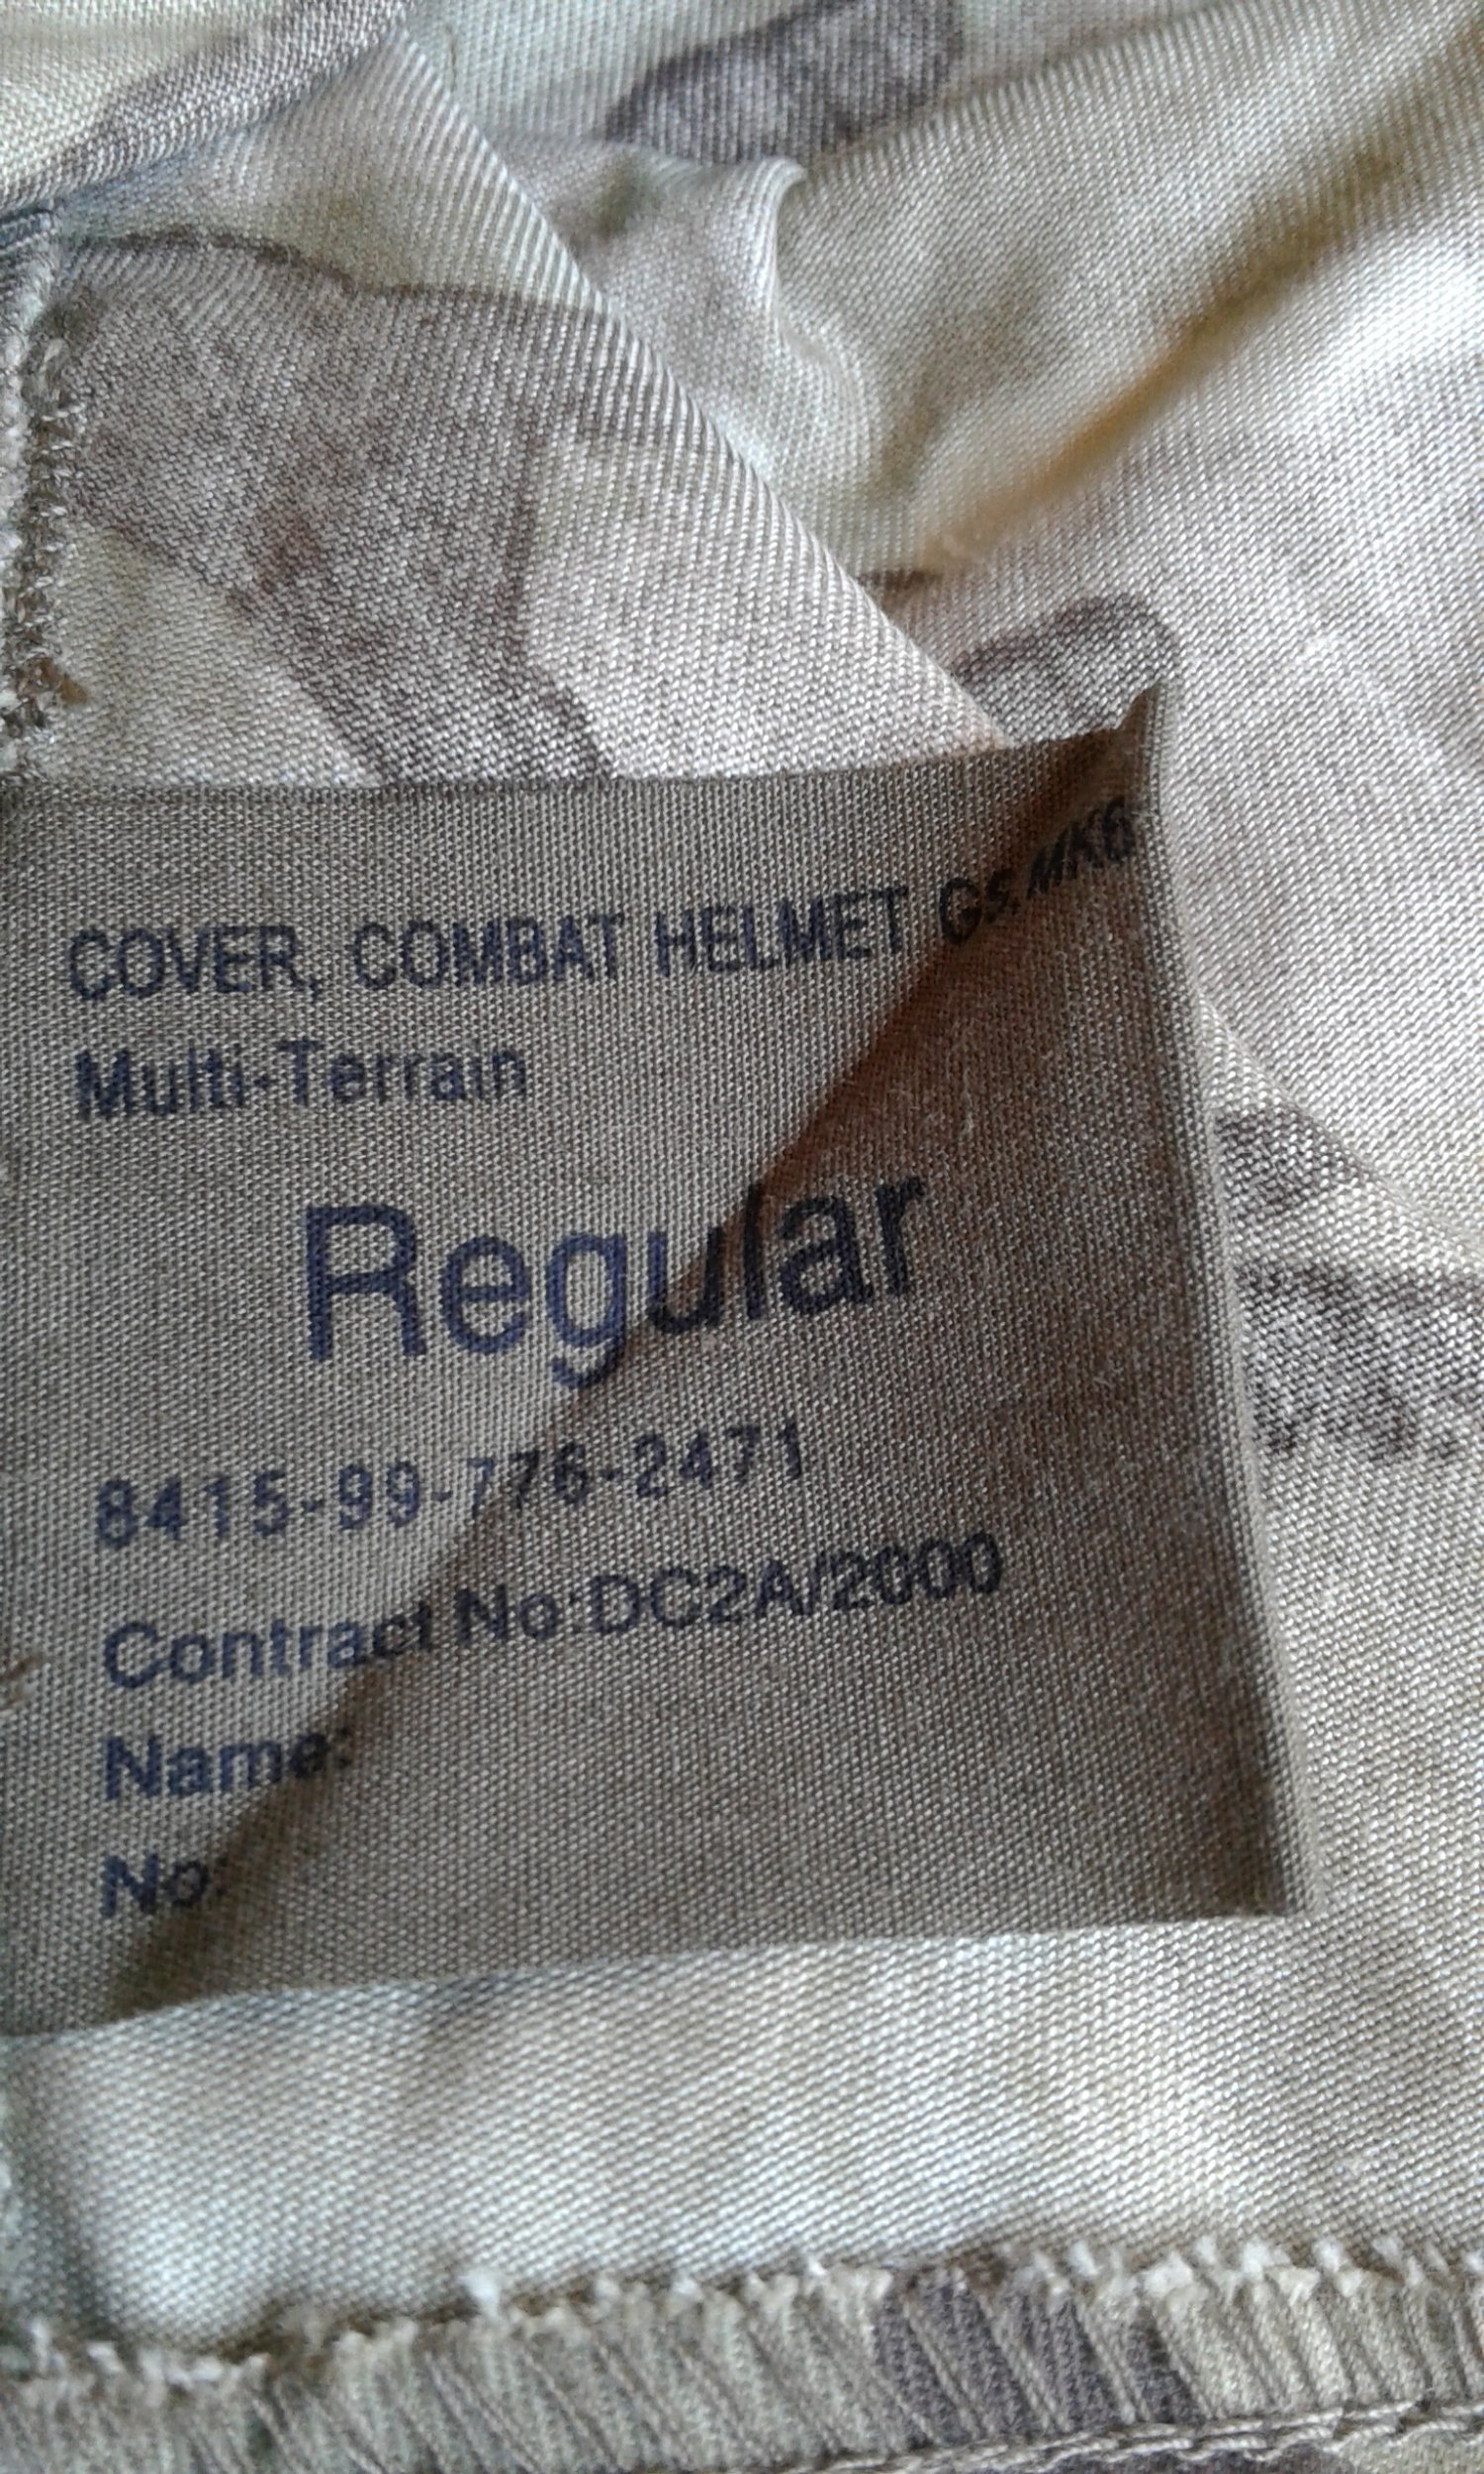 COVER, COMBAT HELMET GS MK6
Multi-Terrain
Regular
8415-99-776-2471
Contract No:DC2A/2000
Name:
No: